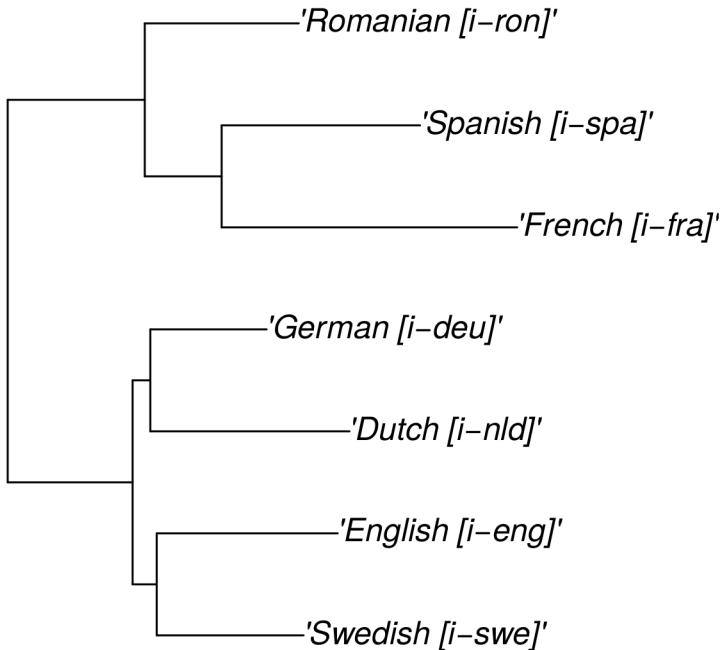 'Romanian [i−ron]'
'Spanish [i−spa]'
'French [i−fra]'
'German [i−deu]'
'Dutch [i−nld]'
'English [i−eng]'
'Swedish [i−swe]'